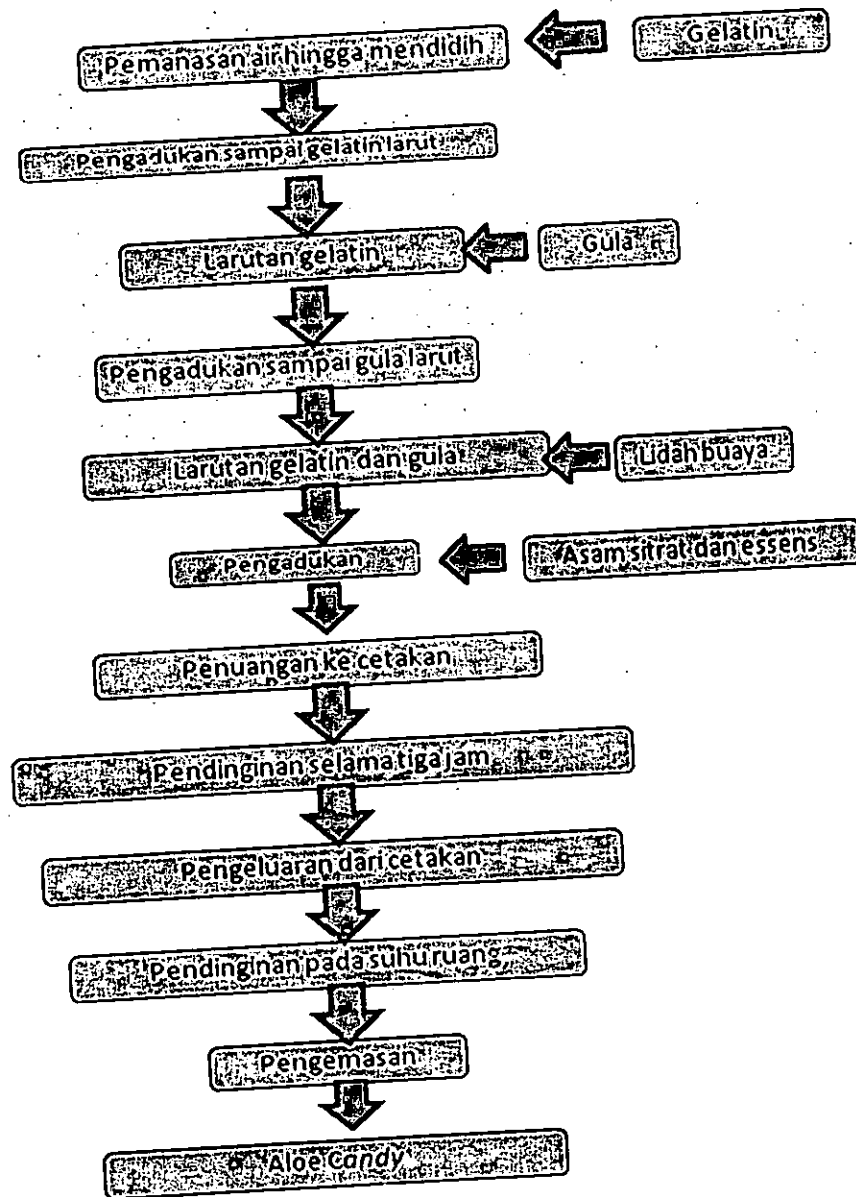 Pemanasan air hingga mendidih
Gelatin
Pengadukan sampai gelatin larut
Larutan gelatin
Gula
Pengadukan sampai gula larut
Larutan gelatin dan gula
Lidah buaya
Pengadukan
Asam sitrat dan essens
Penuangan ke cetakan
Pendinginan selama tiga jam
Pengeluaran dari cetakan
Pendinginan pada suhu ruang
Pengemasan
Aloe Candy